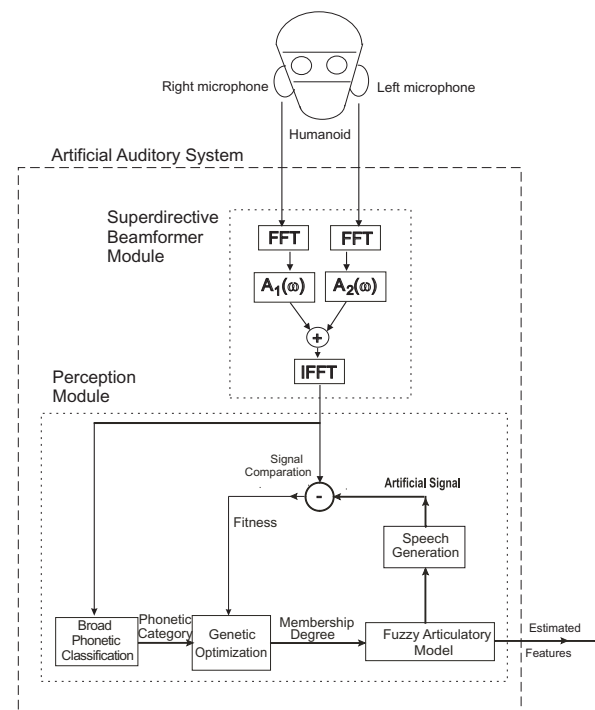 Right microphone
Left microphone
Humanoid
Artificial Auditory System
Superdirective
Beamformer
Module
FFT
FFT
A1(ω)
A2(ω)
+
IFFT
Perception
Module
Signal
Comparation
Artificial Signal
-
Fitness
Speech
Generation
Broad
Phonetic
Classification
Phonetic
Category
Genetic
Optimization
Membership
Degree
Fuzzy Articulatory
Model
Estimated
Features